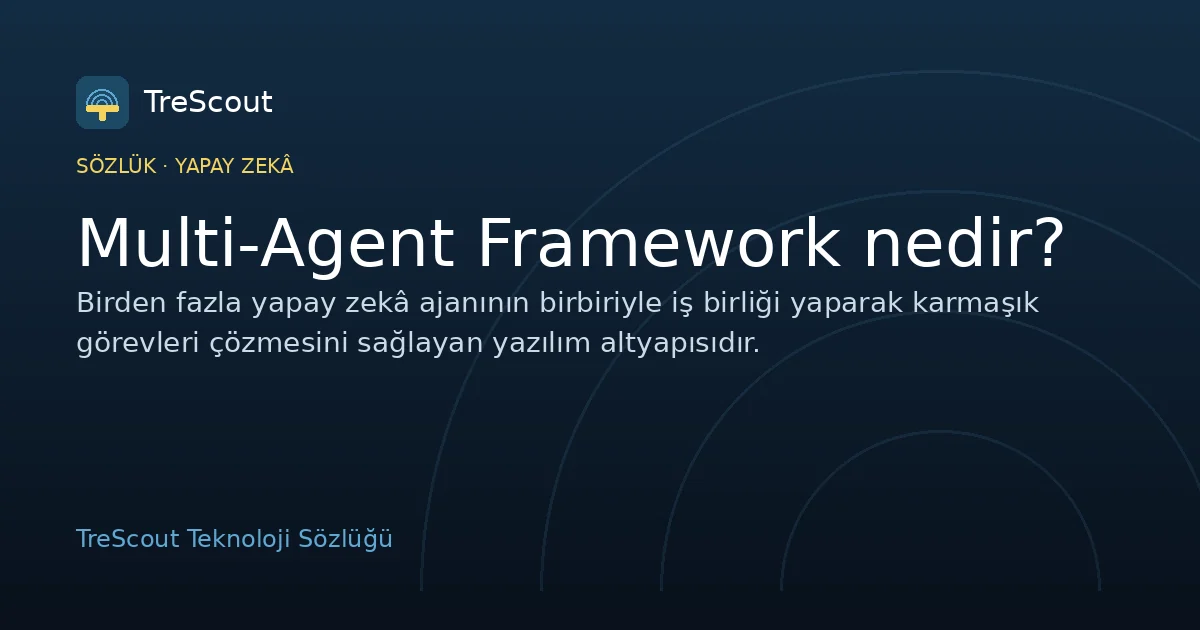 TreScout
SÖZLÜK · YAPAY ZEKÂ
Multi-Agent Framework nedir?
Birden fazla yapay zekâ ajanının birbiriyle iş birliği yaparak karmaşık
görevleri çözmesini sağlayan yazılım altyapısıdır.
TreScout Teknoloji Sözlüğü